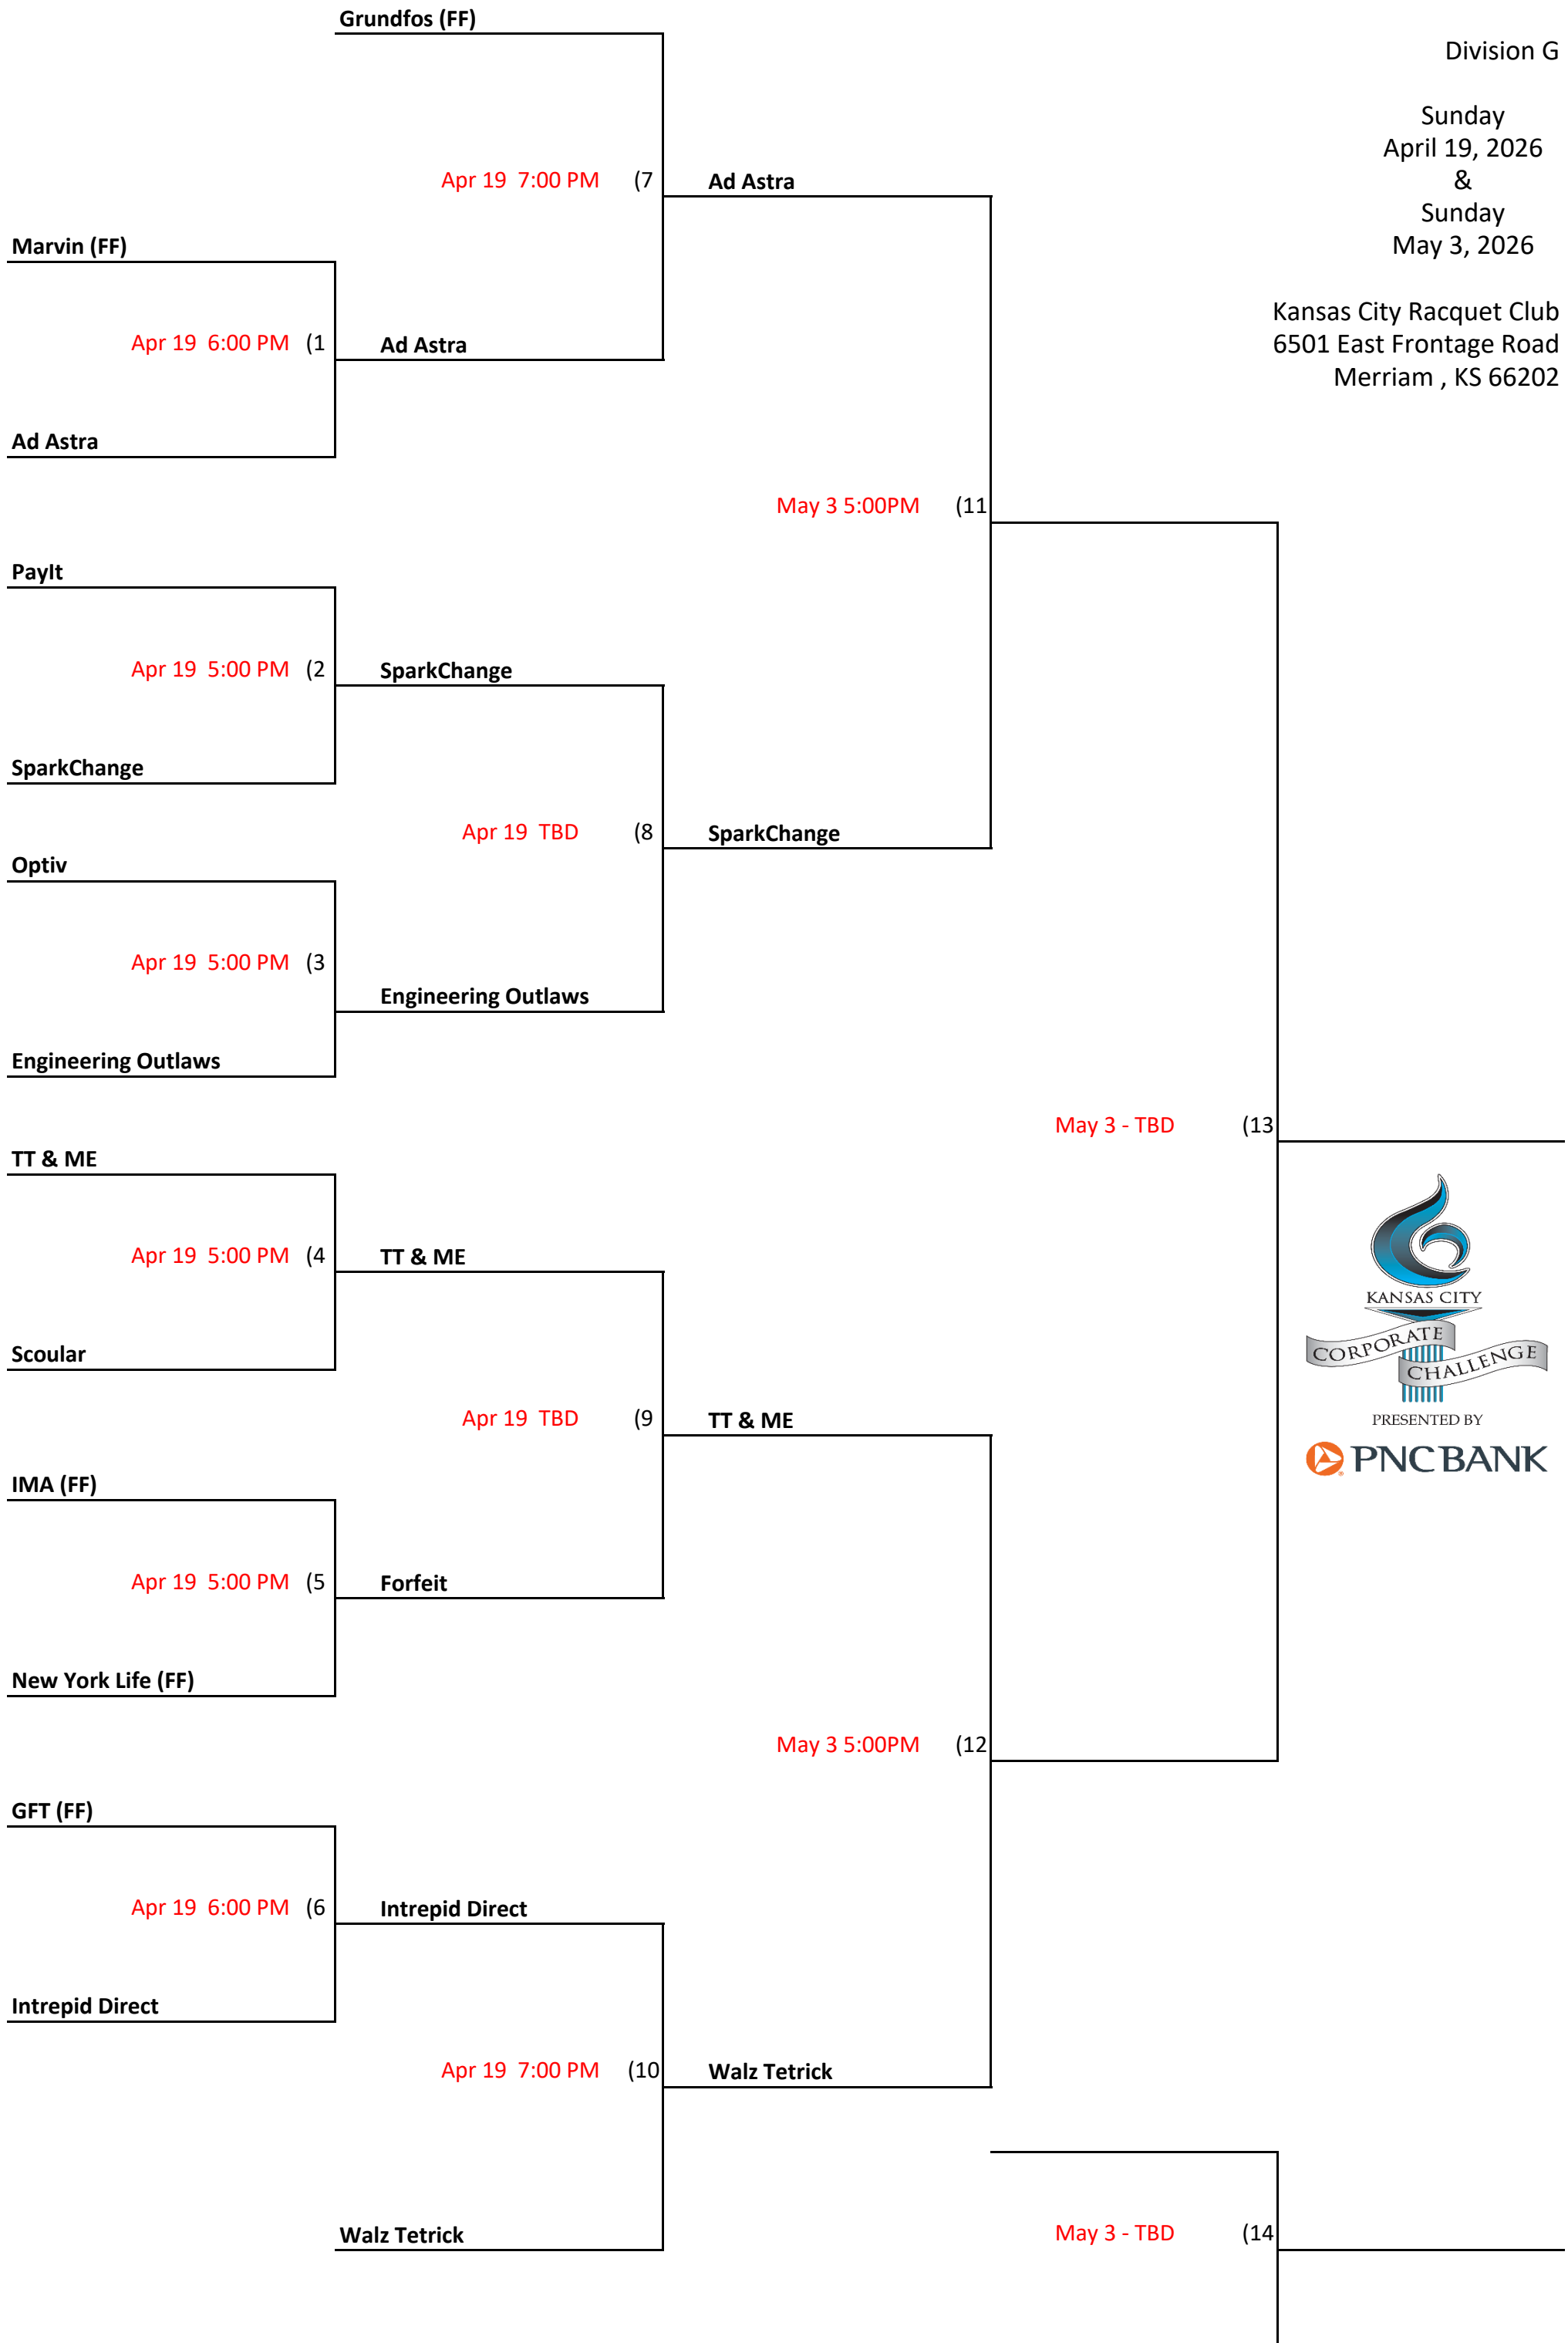 Grundfos (FF)
Division G
Sunday
April 19, 2026
&
Sunday
May 3, 2026
Apr 19 7:00 PM (7
Ad Astra
Marvin (FF)
Kansas City Racquet Club
6501 East Frontage Road
Merriam , KS 66202
Apr 19 6:00 PM (1
Ad Astra
Ad Astra
May 3 5:00PM (11
PayIt
Apr 19 5:00 PM (2
SparkChange
SparkChange
Apr 19 TBD (8
SparkChange
Optiv
Apr 19 5:00 PM (3
Engineering Outlaws
Engineering Outlaws
May 3 - TBD (13
TT & ME
Apr 19 5:00 PM (4
TT & ME
KANSAS CITY
CORPORATE
CHALLENGE
PRESENTED BY
PNC BANK
Scoular
Apr 19 TBD (9
TT & ME
IMA (FF)
Apr 19 5:00 PM (5
Forfeit
New York Life (FF)
May 3 5:00PM (12
GFT (FF)
Apr 19 6:00 PM (6
Intrepid Direct
Intrepid Direct
Apr 19 7:00 PM (10
Walz Tetrick
Walz Tetrick
May 3 - TBD (14